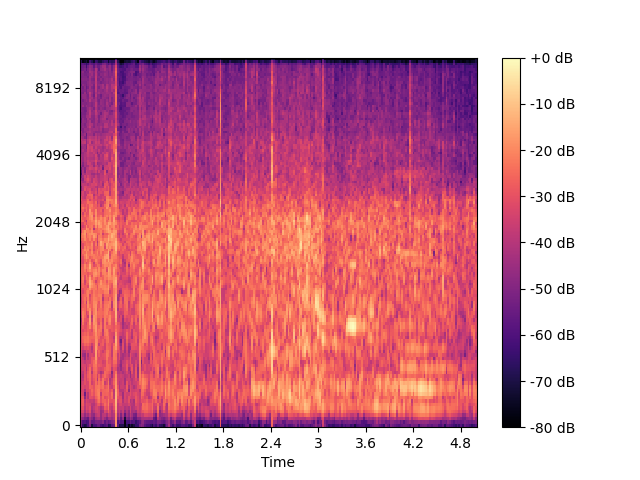 +0 dB
8192
-10 dB
4096
-20 dB
-30 dB
2048
-40 dB
Hz
1024
-50 dB
512
-60 dB
-70 dB
0
-80 dB
0 0.6 1.2 1.8 2.4 3 3.6 4.2 4.8
Time